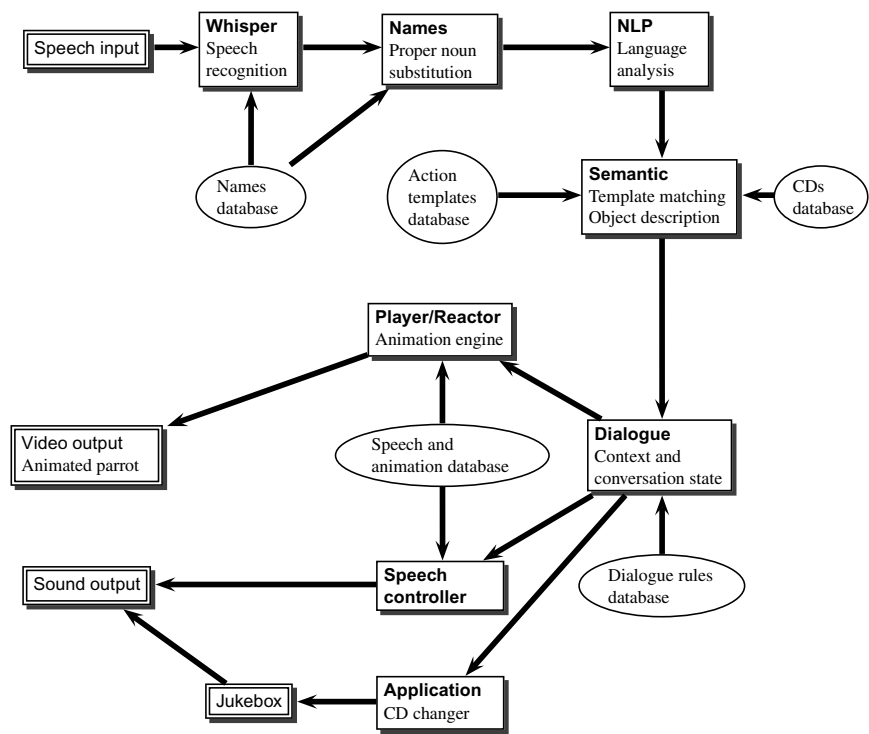 Speech input
Whisper
Speech
recognition
Names
Proper noun
substitution
NLP
Language
analysis
Names
database
Action
templates
database
Semantic
Template matching
Object description
CDs
database
Player/Reactor
Animation engine
Video output
Animated parrot
Speech and
animation database
Dialogue
Context and
conversation state
Sound output
Speech
controller
Dialogue rules
database
Jukebox
Application
CD changer